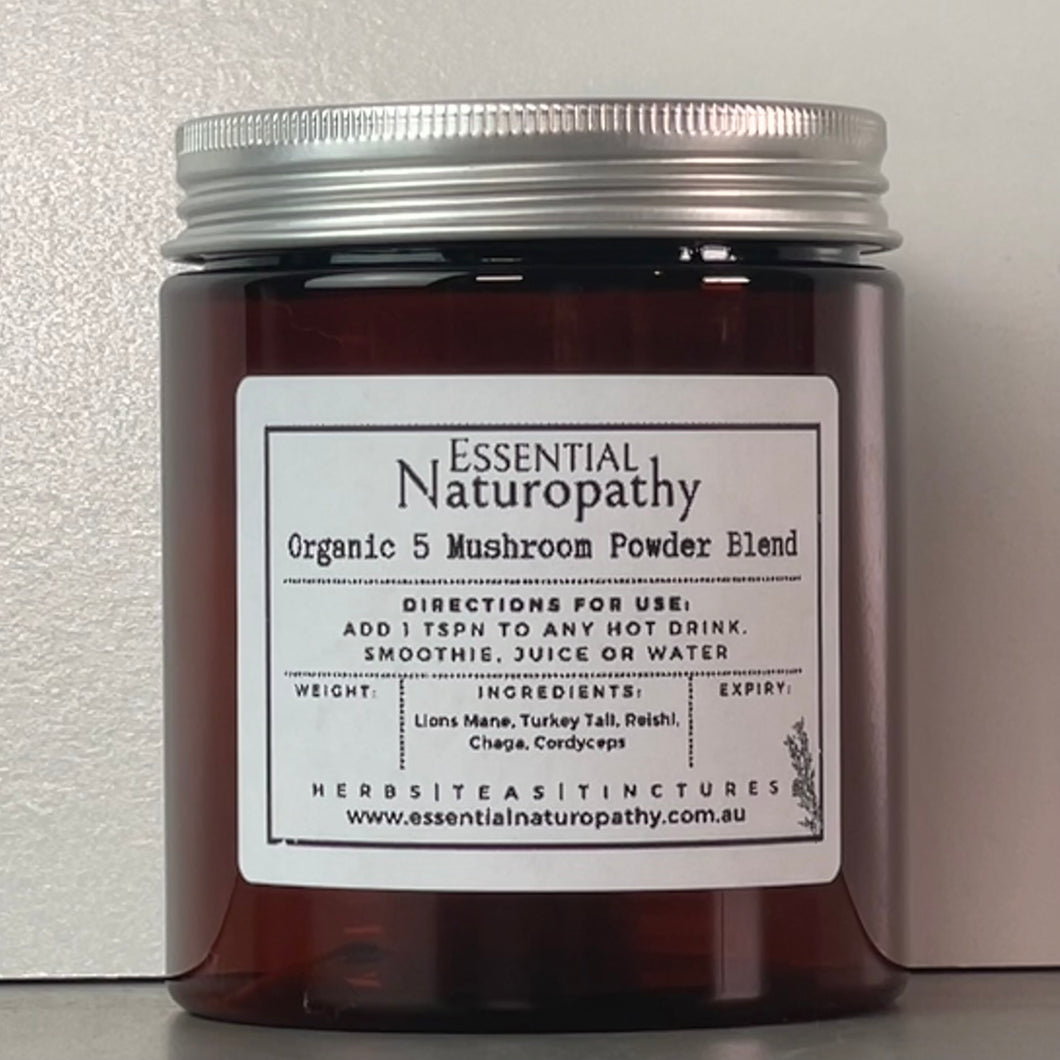 ESSENTIAL
Naturopathy
Organic 5 Mushroom Powder Blend
DIRECTIONS FOR USE:
ADD 1 TSPN TO ANY HOT DRINK,
SMOOTHIE, JUICE OR WATER
WEIGHT:
INGREDIENTS:
EXPIRY:
Lions Mane, Turkey Tail, Reishi,
Chaga, Cordyceps
HERBS|TEAS|TINCTURES
www.essentialnaturopathy.com.au